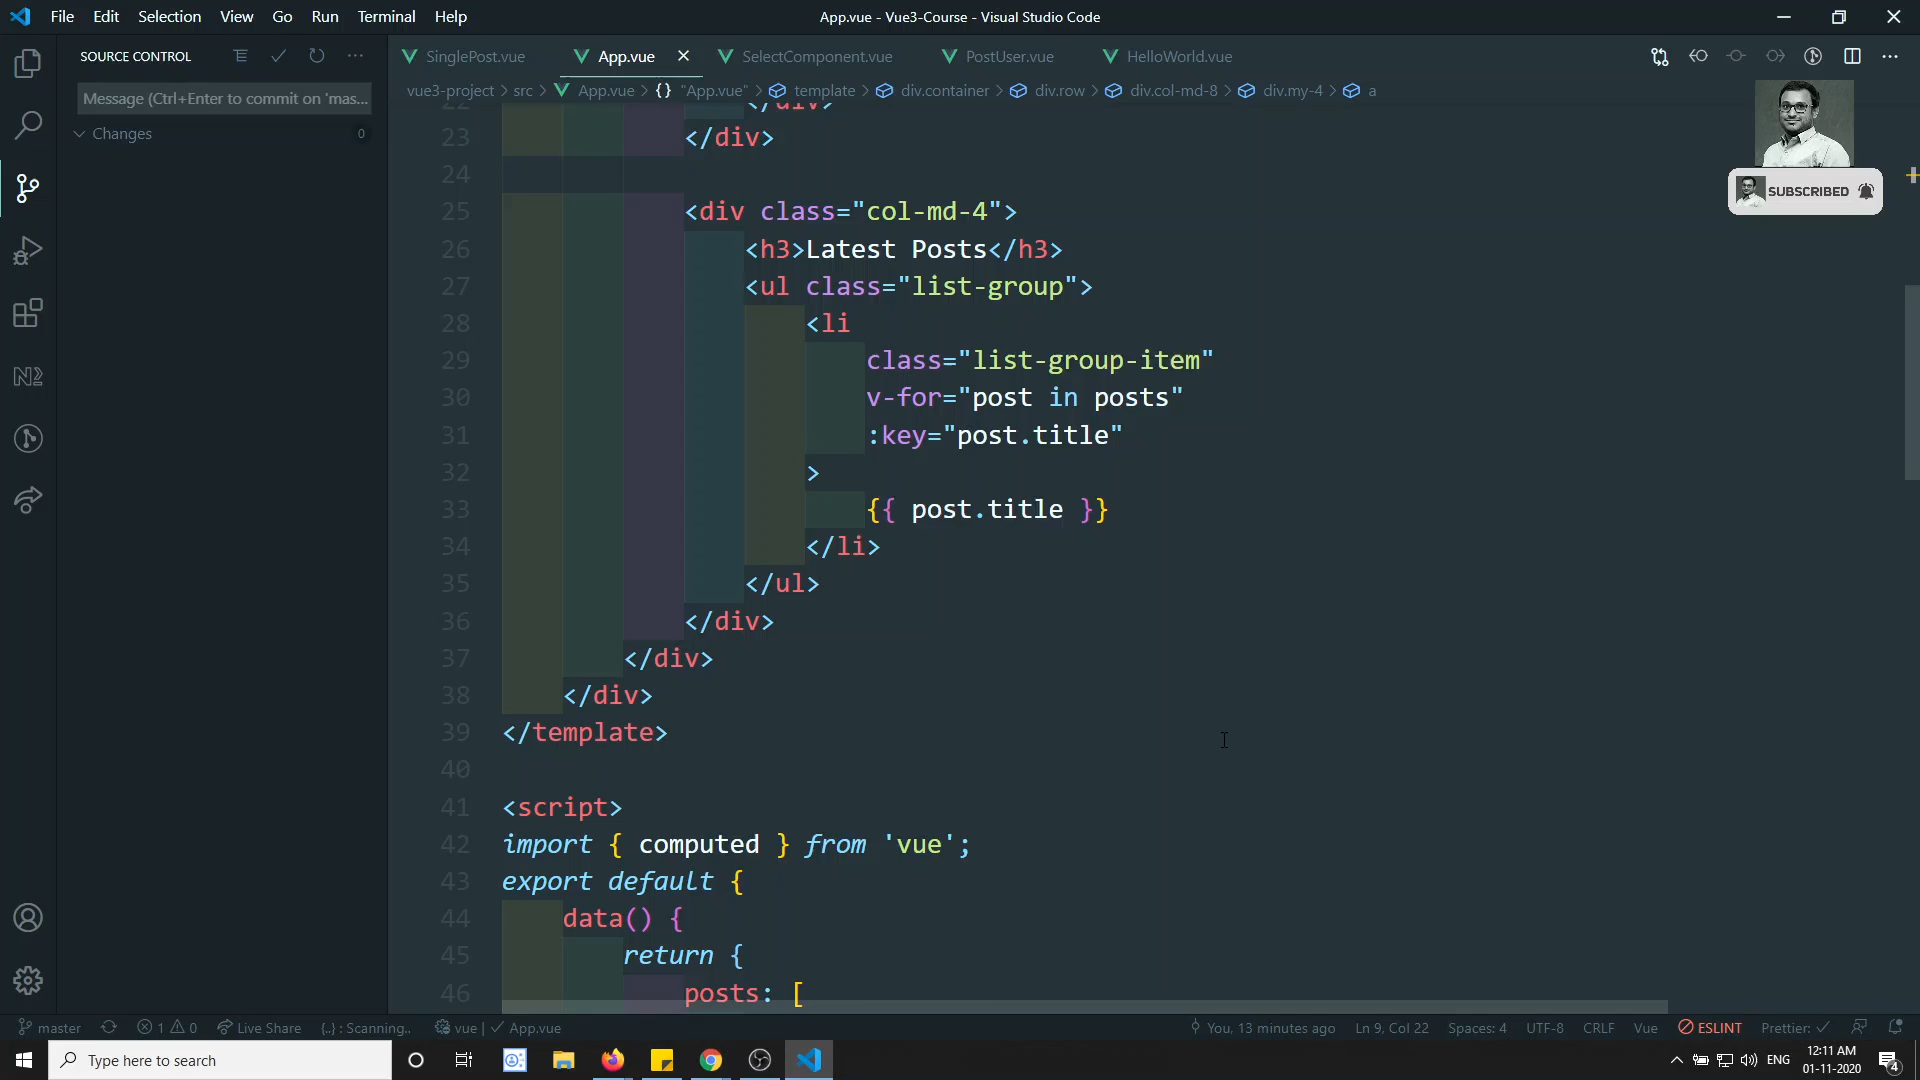 File Edit Selection View Go Run Terminal Help
App.vue - Vue3-Course - Visual Studio Code
SOURCE CONTROL
SinglePost.vue App.vue SelectComponent.vue PostUser.vue HelloWorld.vue
Message (Ctrl+Enter to commit on 'mas...
vue3-project > src > App.vue > {} "App.vue" > template > div.container > div.row > div.col-md-8 > div.my-4 > a
Changes 0
22 </div>
23 </div>
24
25 <div class="col-md-4">
26 <h3>Latest Posts</h3>
27 <ul class="list-group">
28 <li
29 class="list-group-item"
30 v-for="post in posts"
31 :key="post.title"
32 >
33 {{ post.title }}
34 </li>
35 </ul>
36 </div>
37 </div>
38 </div>
39 </template>
40
41 <script>
42 import { computed } from 'vue';
43 export default {
44 data() {
45 return {
46 posts: [
SUBSCRIBED
master 1 0 Live Share {..} : Scanning.. vue | App.vue
You, 13 minutes ago Ln 9, Col 22 Spaces: 4 UTF-8 CRLF Vue ESLINT Prettier:
Type here to search
ENG
12:11 AM
01-11-2020
4